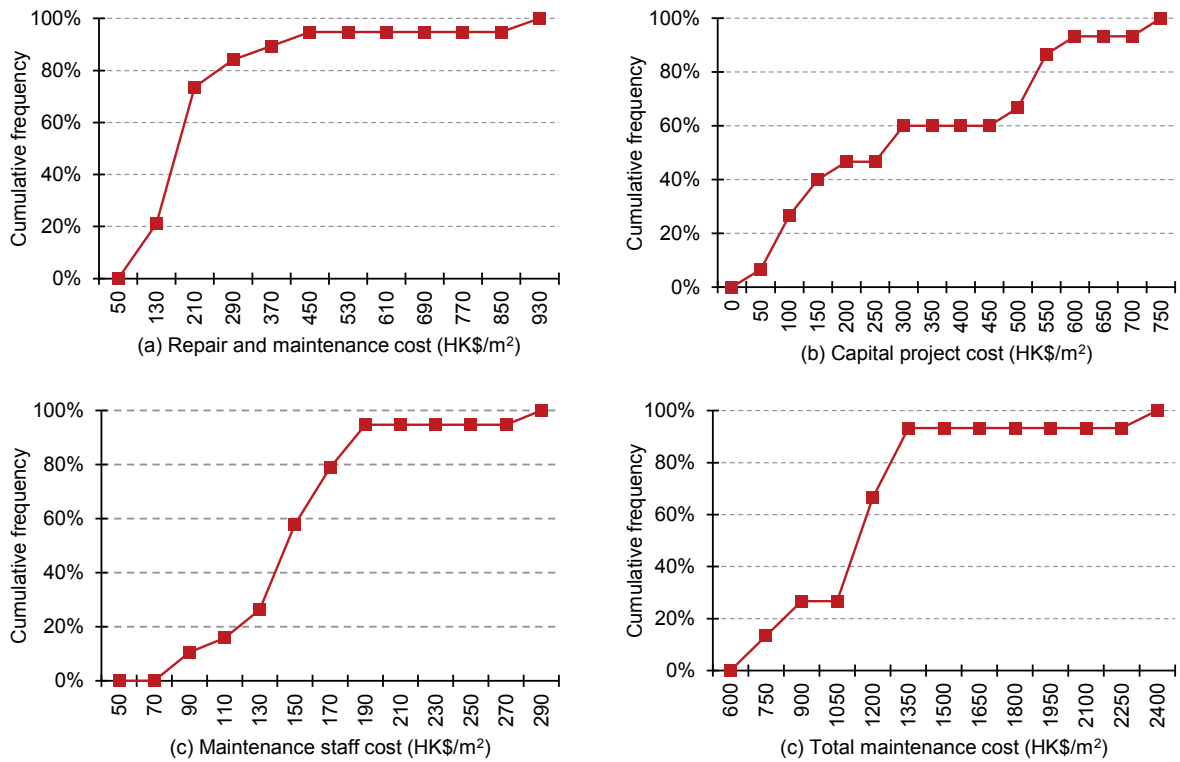 100%
80%
60%
40%
20%
0%
Cumulative frequency
50 130 210 290 370 450 530 610 690 770 850 930
(a) Repair and maintenance cost (HK$/m²)
100%
80%
60%
40%
20%
0%
Cumulative frequency
0 50 100 150 200 250 300 350 400 450 500 550 600 650 700 750
(b) Capital project cost (HK$/m²)
100%
80%
60%
40%
20%
0%
Cumulative frequency
50 70 90 110 130 150 170 190 210 230 250 270 290
(c) Maintenance staff cost (HK$/m²)
100%
80%
60%
40%
20%
0%
Cumulative frequency
600 750 900 1050 1200 1350 1500 1650 1800 1950 2100 2250 2400
(c) Total maintenance cost (HK$/m²)